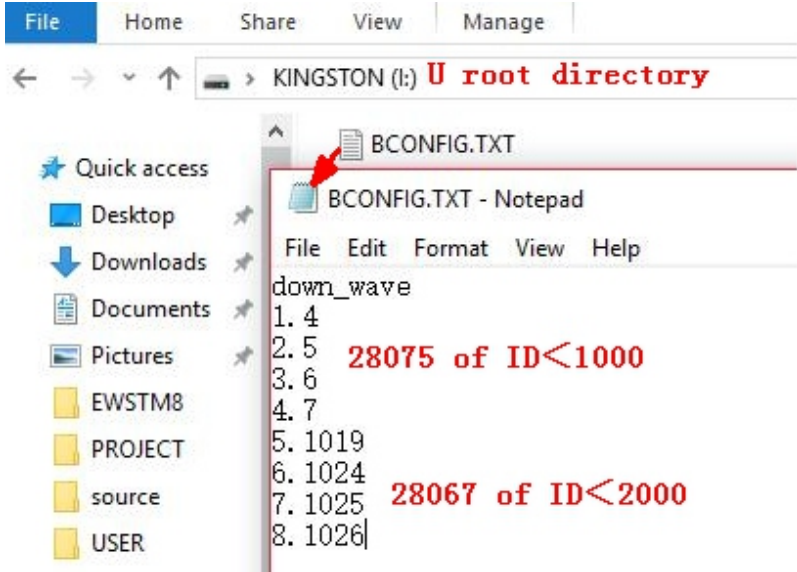 File Home Share View Manage
KINGSTON (I:) U root directory
BCONFIG.TXT
Quick access
Desktop
Downloads
Documents
Pictures
EWSTM8
PROJECT
source
USER
BCONFIG.TXT - Notepad
File Edit Format View Help
down_wave
1.4
2.5
3.6
4.7
5.1019
6.1024
7.1025
8.1026
28075 of ID<1000
28067 of ID<2000